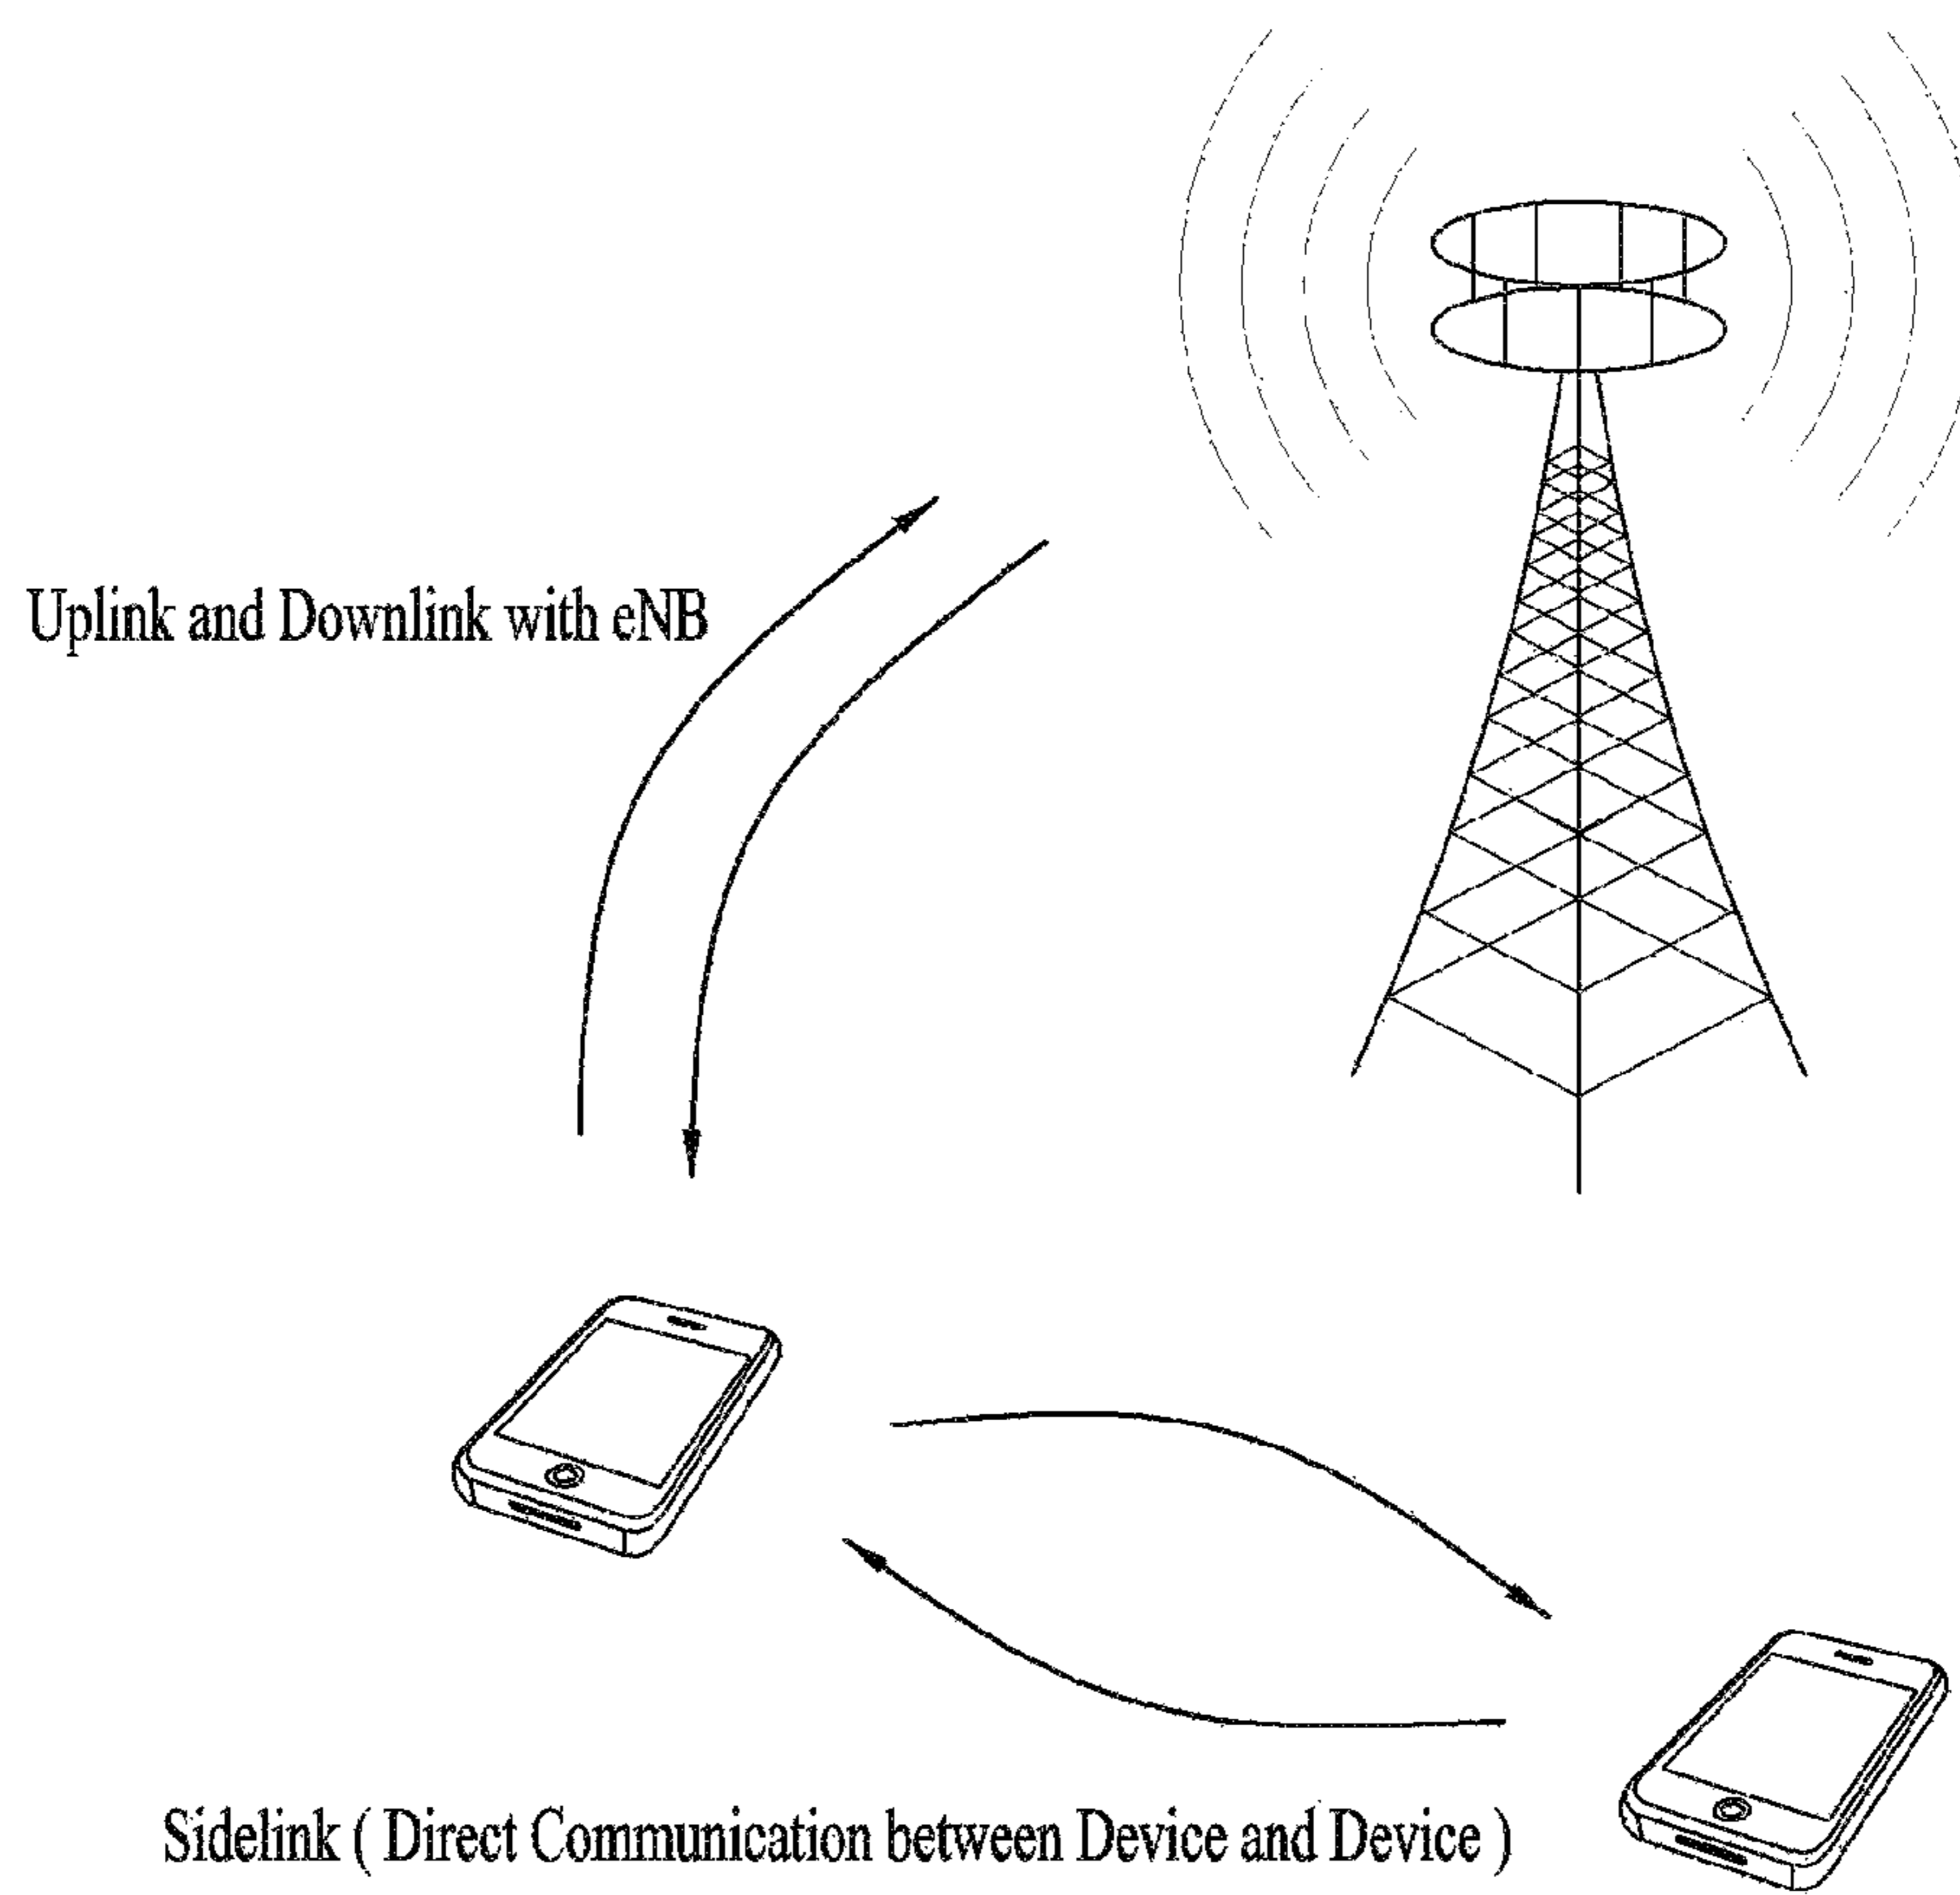 Uplink and Downlink with eNB
Sidelink ( Direct Communication between Device and Device )